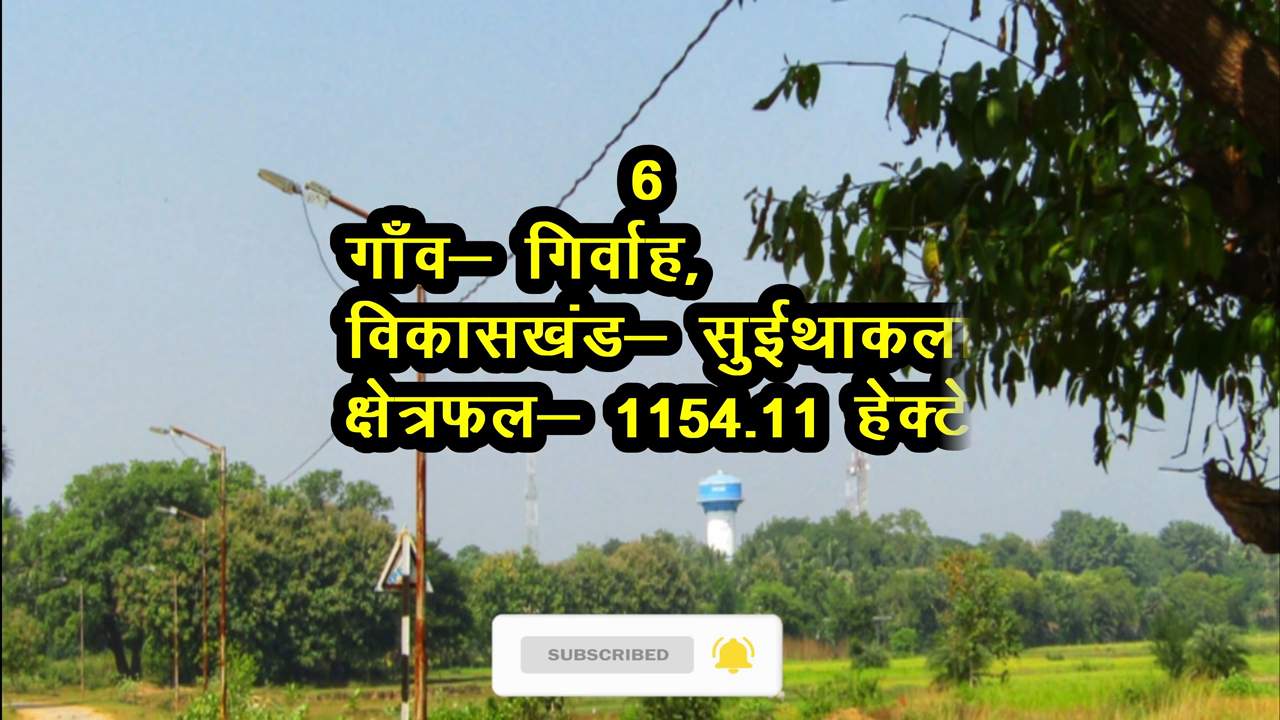 6
गाँव— गिर्वाह,
विकासखंड— सुईथाकला
क्षेत्रफल— 1154.11 हेक्टे
SUBSCRIBED